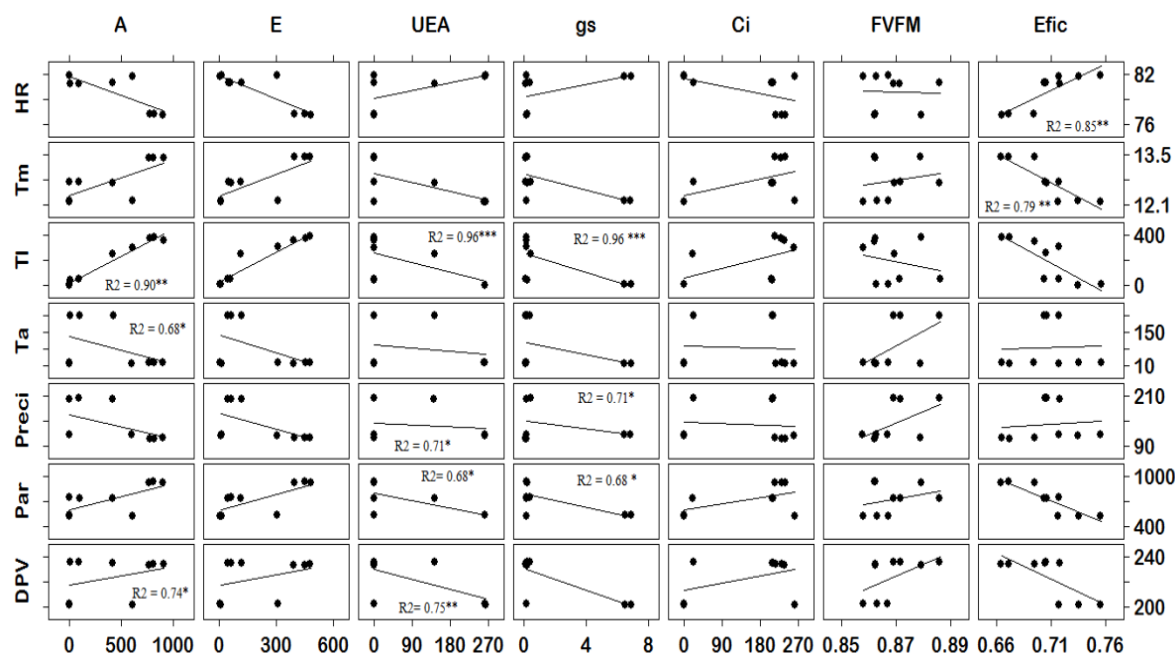 A E UEA gs Ci FVFM Efic
HR 82
76
R2 = 0.85**
Tm 13.5
12.1
R2 = 0.79 **
Tl R2 = 0.96*** R2 = 0.96 *** 400
0
R2 = 0.90**
Ta R2 = 0.68* 150
10
Preci R2 = 0.71* 210
90
R2 = 0.71*
Par R2= 0.68* R2 = 0.68 * 1000
400
DPV 240
200
R2 = 0.74* R2= 0.75**
0 500 1000 0 300 600 0 90 180 270 0 4 8 0 90 180 270 0.85 0.87 0.89 0.66 0.71 0.76